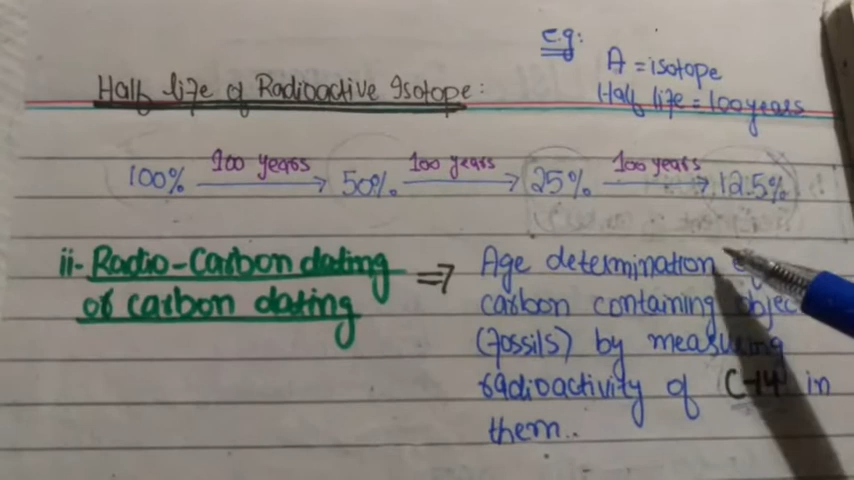 e.g:
A = isotope
Half life = 100 years
Half life of Radioactive Isotope:
100% 100 years 50% 100 years 25% 100 years 12.5%
ii- Radio-Carbon dating
or carbon dating
⇒ Age determination
carbon containing objec
(fossils) by measuring
radioactivity of C-14 in
them..